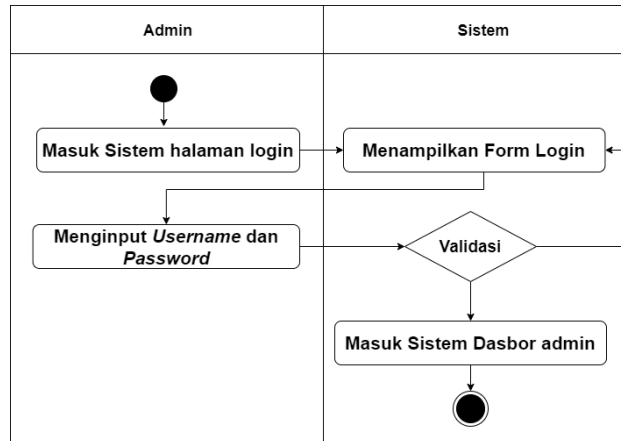 Admin
Sistem
Masuk Sistem halaman login
Menampilkan Form Login
Menginput Username dan
Password
Validasi
Masuk Sistem Dasbor admin